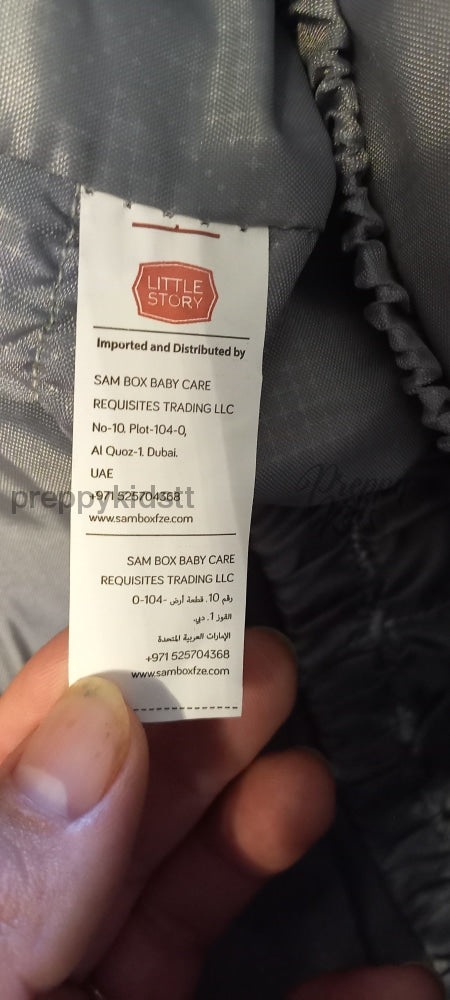 LITTLE
STORY
Imported and Distributed by
SAM BOX BABY CARE
REQUISITES TRADING LLC
No-10. Plot-104-0,
Al Quoz-1. Dubai.
UAE
+971 525704368
preppykidstt
www.samboxfze.com
SAM BOX BABY CARE
REQUISITES TRADING LLC
رقم 10. قطعة أرض -104-0
القوز 1. دبي.
الإمارات العربية المتحدة
+971 525704368
www.samboxfze.com